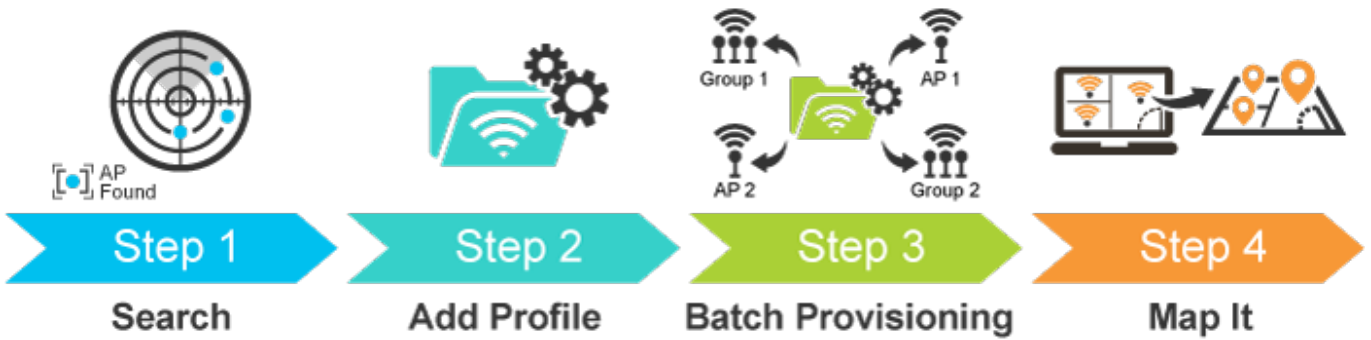 AP
Found
Group 1
AP 1
AP 2
Group 2
Step 1
Step 2
Step 3
Step 4
Search
Add Profile
Batch Provisioning
Map It